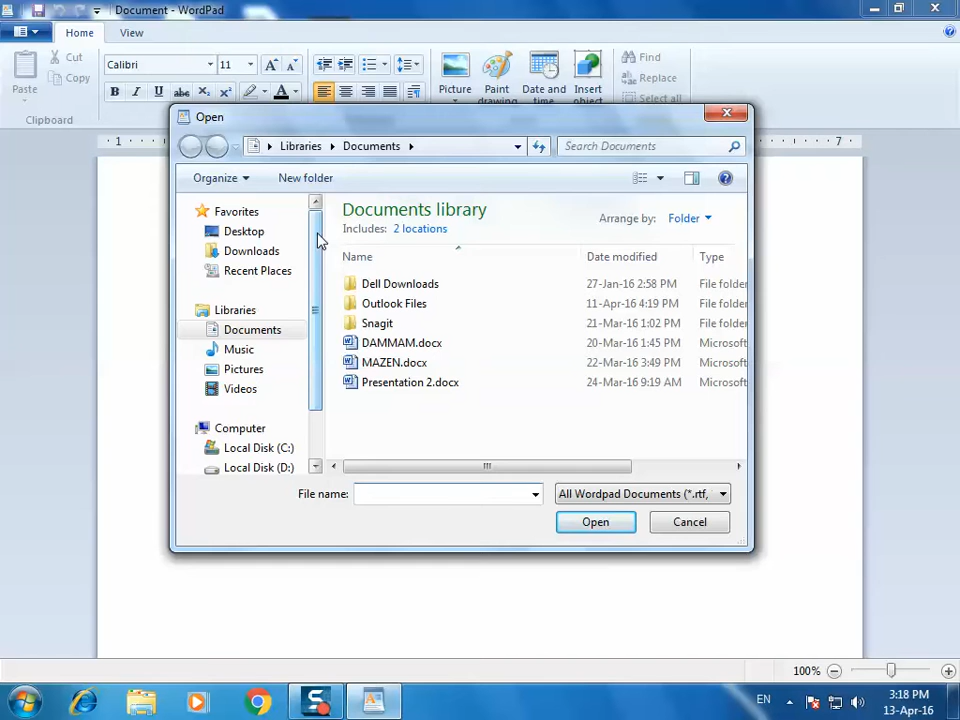 Document - WordPad
Home
View
Cut
Copy
Paste
Clipboard
Calibri
11
Picture
Paint
drawing
Date and
time
Insert
object
Find
Replace
Select all
Open
Libraries
Documents
Search Documents
Organize
New folder
Favorites
Desktop
Downloads
Recent Places
Libraries
Documents
Music
Pictures
Videos
Computer
Local Disk (C:)
Local Disk (D:)
Documents library
Includes: 2 locations
Arrange by: Folder
Name Date modified Type
Dell Downloads 27-Jan-16 2:58 PM File folder
Outlook Files 11-Apr-16 4:19 PM File folder
Snagit 21-Mar-16 1:02 PM File folder
DAMMAM.docx 20-Mar-16 1:45 PM Microsoft
MAZEN.docx 22-Mar-16 3:49 PM Microsoft
Presentation 2.docx 24-Mar-16 9:19 AM Microsoft
File name:
All Wordpad Documents (*.rtf,
Open
Cancel
1
7
100%
EN
3:18 PM
13-Apr-16